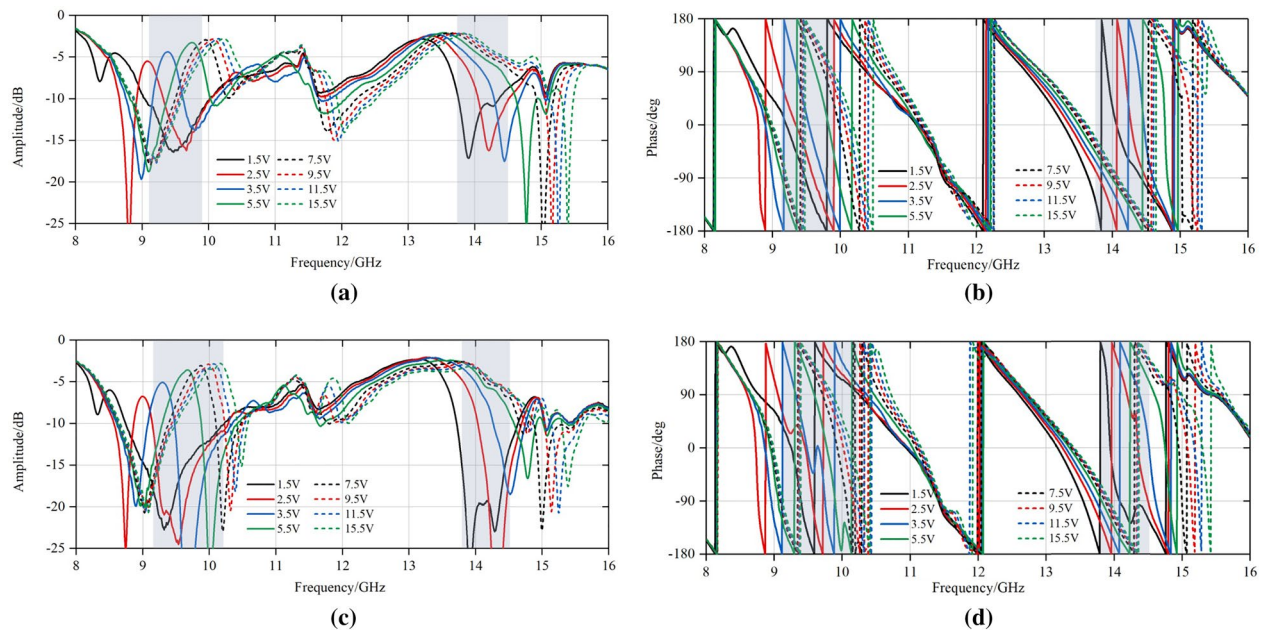 0
-5
-10
-15
-20
-25
Amplitude/dB
1.5V
2.5V
3.5V
5.5V
7.5V
9.5V
11.5V
15.5V
8 9 10 11 12 13 14 15 16
Frequency/GHz
(a)
180
90
0
-90
-180
Phase/deg
1.5V
2.5V
3.5V
5.5V
7.5V
9.5V
11.5V
15.5V
8 9 10 11 12 13 14 15 16
Frequency/GHz
(b)
0
-5
-10
-15
-20
-25
Amplitude/dB
1.5V
2.5V
3.5V
5.5V
7.5V
9.5V
11.5V
15.5V
8 9 10 11 12 13 14 15 16
Frequency/GHz
(c)
180
90
0
-90
-180
Phase/deg
1.5V
2.5V
3.5V
5.5V
7.5V
9.5V
11.5V
15.5V
8 9 10 11 12 13 14 15 16
Frequency/GHz
(d)